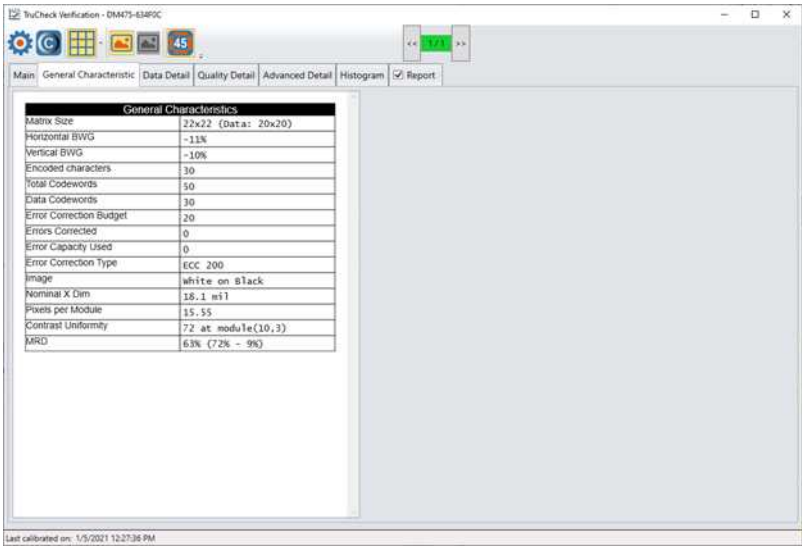 TruCheck Verification - DM475-634F0C
45
<< 1/1 >>
Main General Characteristic Data Detail Quality Detail Advanced Detail Histogram Report
General Characteristics
Matrix Size 22x22 (Data: 20x20)
Horizontal BWG -11%
Vertical BWG -10%
Encoded characters 30
Total Codewords 50
Data Codewords 30
Error Correction Budget 20
Errors Corrected 0
Error Capacity Used 0
Error Correction Type ECC 200
Image White on Black
Nominal X Dim 18.1 mil
Pixels per Module 15.55
Contrast Uniformity 72 at module(10,3)
MRD 63% (72% - 9%)
Last calibrated on: 1/5/2021 12:27:36 PM